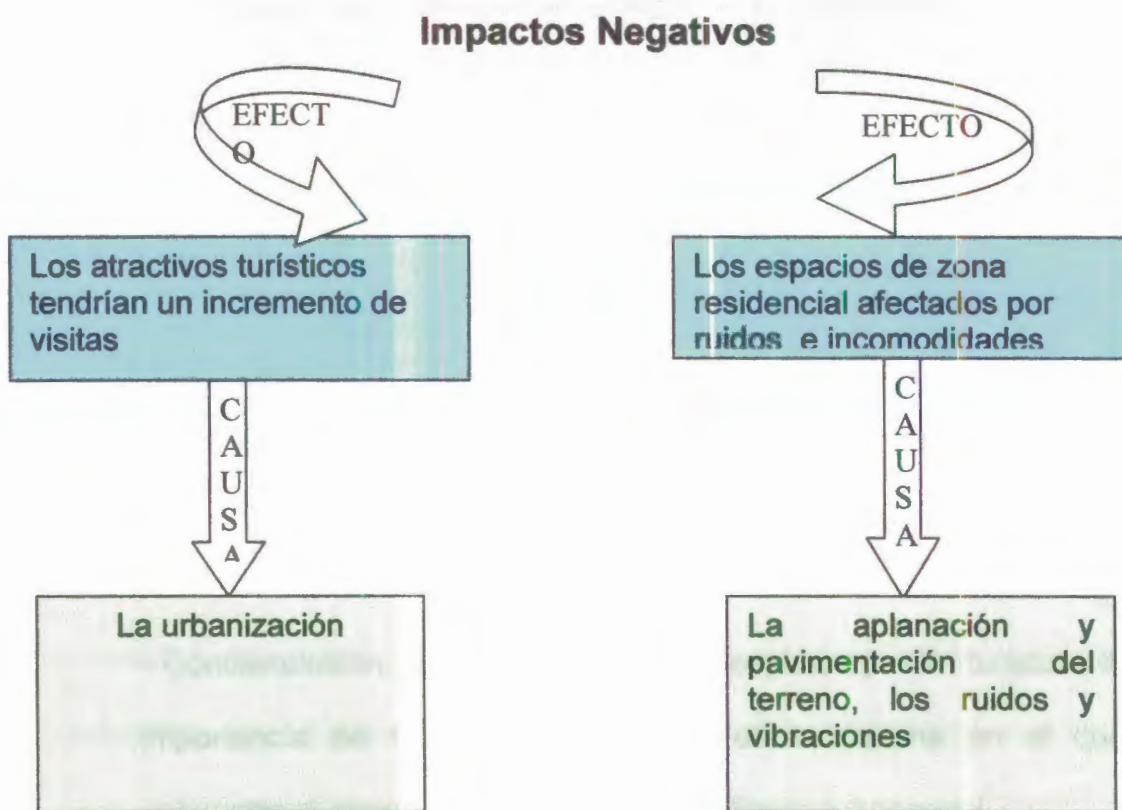 Impactos Negativos
EFECT
O
Los atractivos turísticos
tendrían un incremento de
visitas
C
A
U
S
A
La urbanización
EFECTO
Los espacios de zona
residencial afectados por
ruidos e incomodidades
C
A
U
S
A
La aplanación y
pavimentación del
terreno, los ruidos y
vibraciones